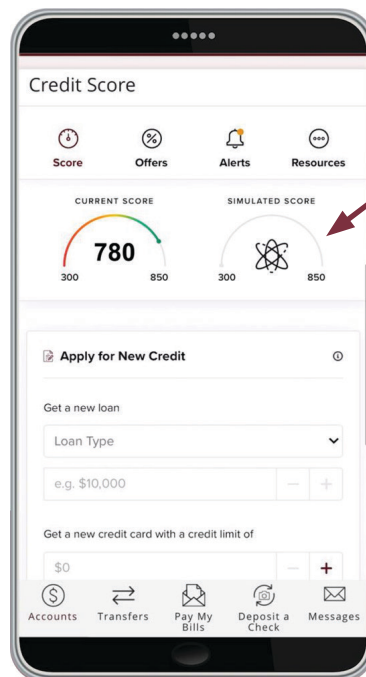 Credit Score
Score Offers Alerts Resources
CURRENT SCORE SIMULATED SCORE
780
300 850 300 850
Apply for New Credit
Get a new loan
Loan Type
e.g. $10,000
Get a new credit card with a credit limit of
$0
Accounts Transfers Pay My Bills Deposit a Check Messages